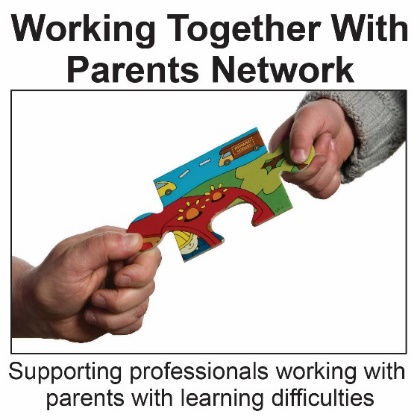 Working Together With
Parents Network
Supporting professionals working with
parents with learning difficulties